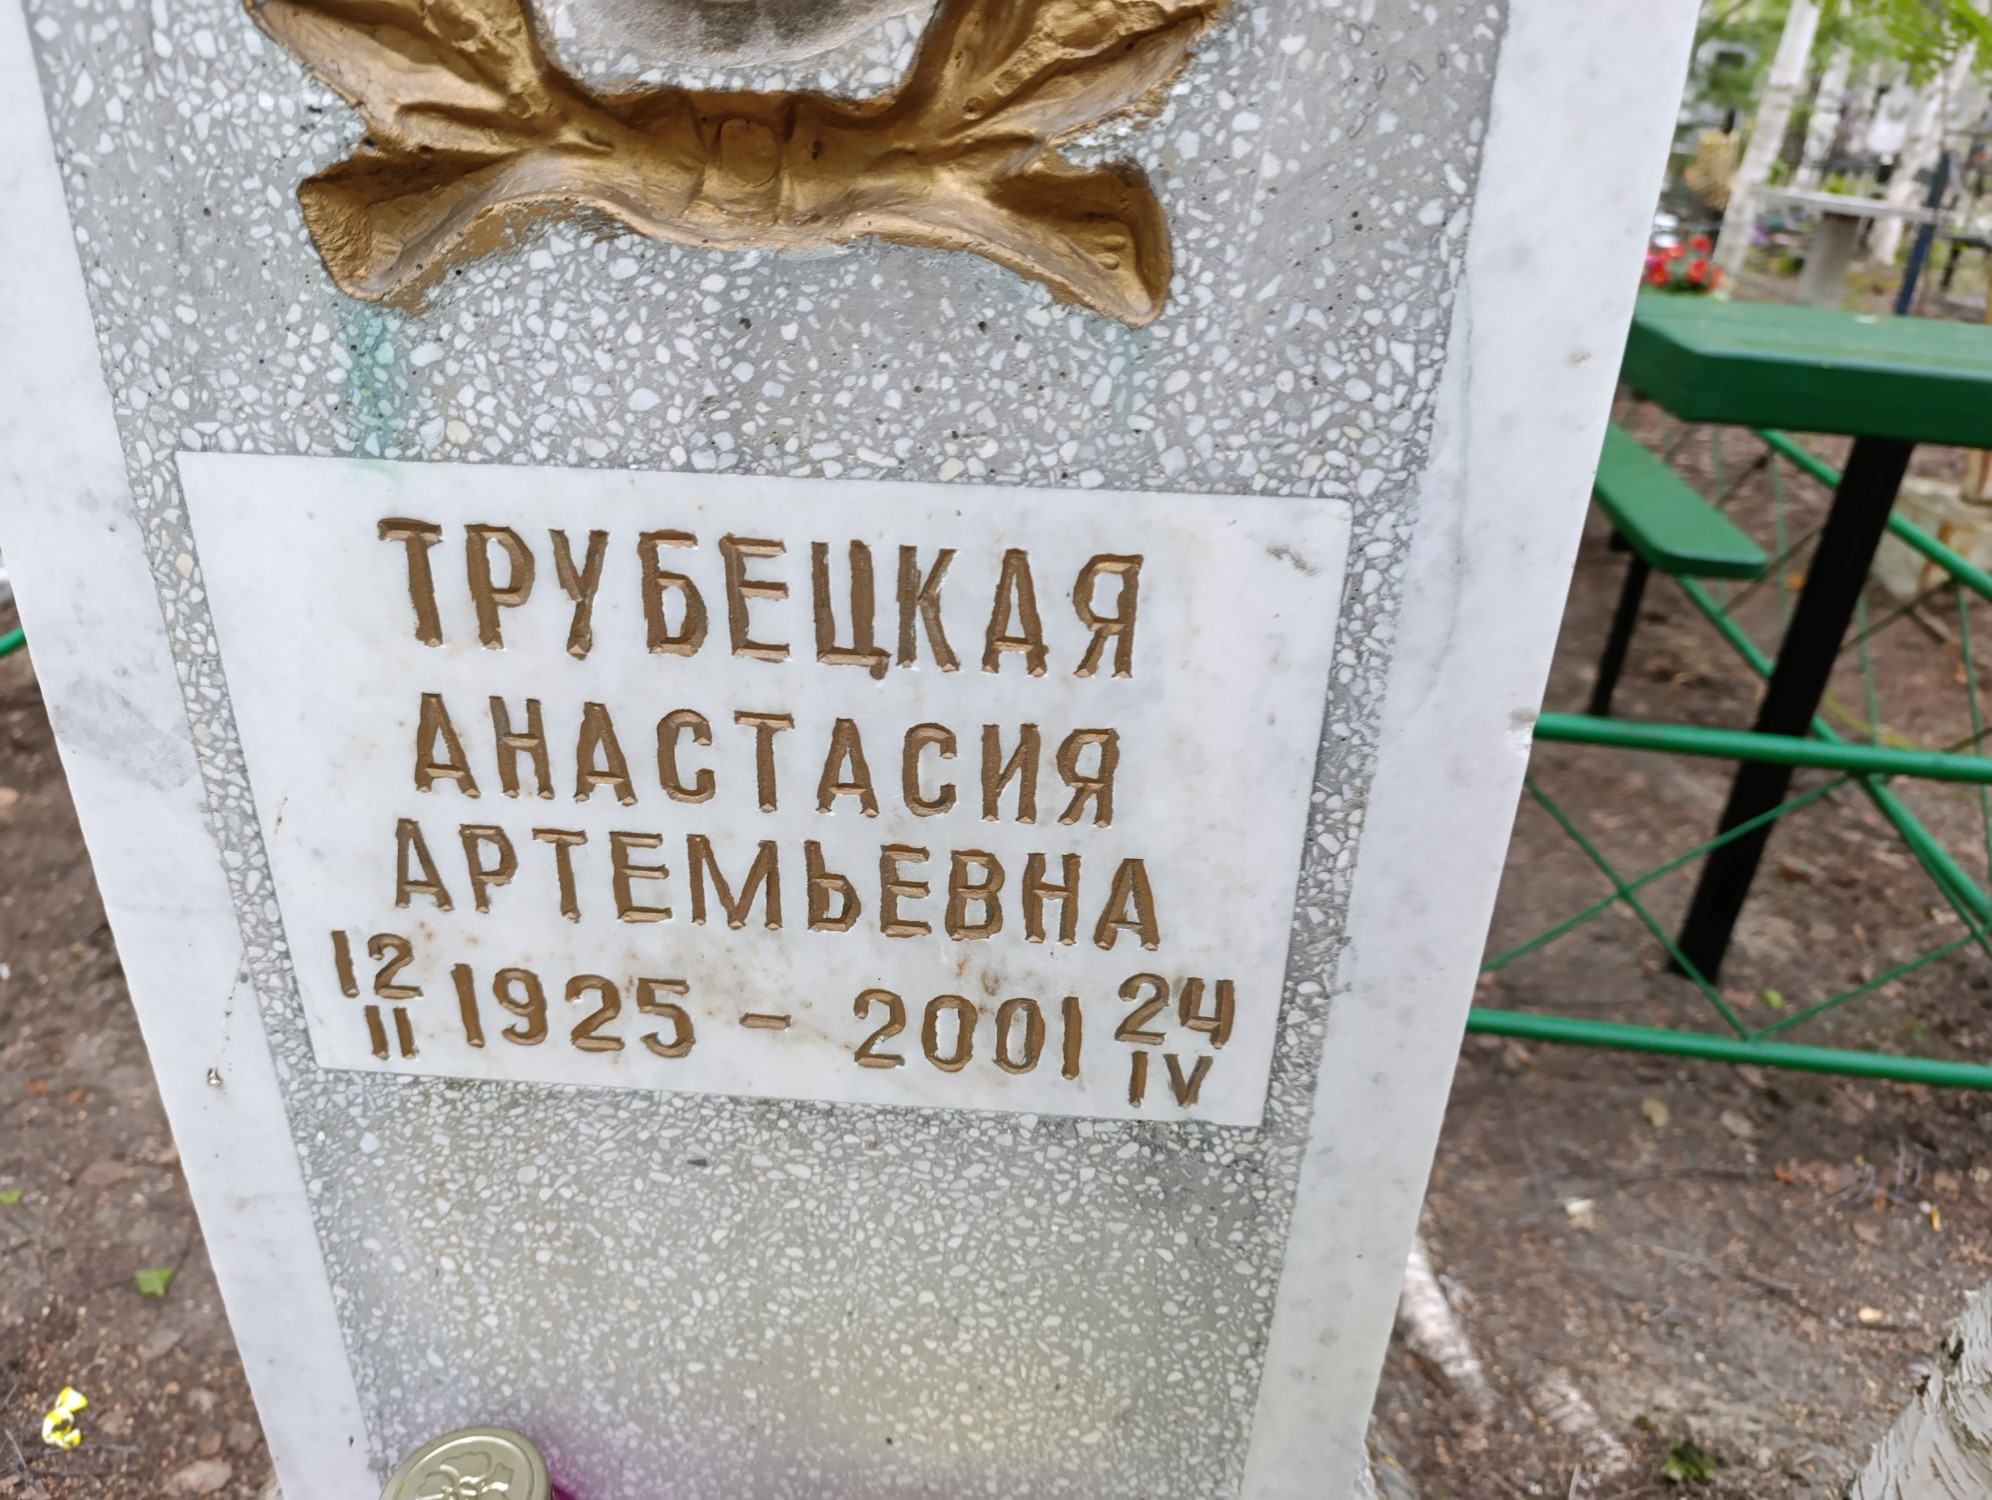 ТРУБЕЦКАЯ
АНАСТАСИЯ
АРТЕМЬЕВНА
12 II 1925 - 2001 24 IV